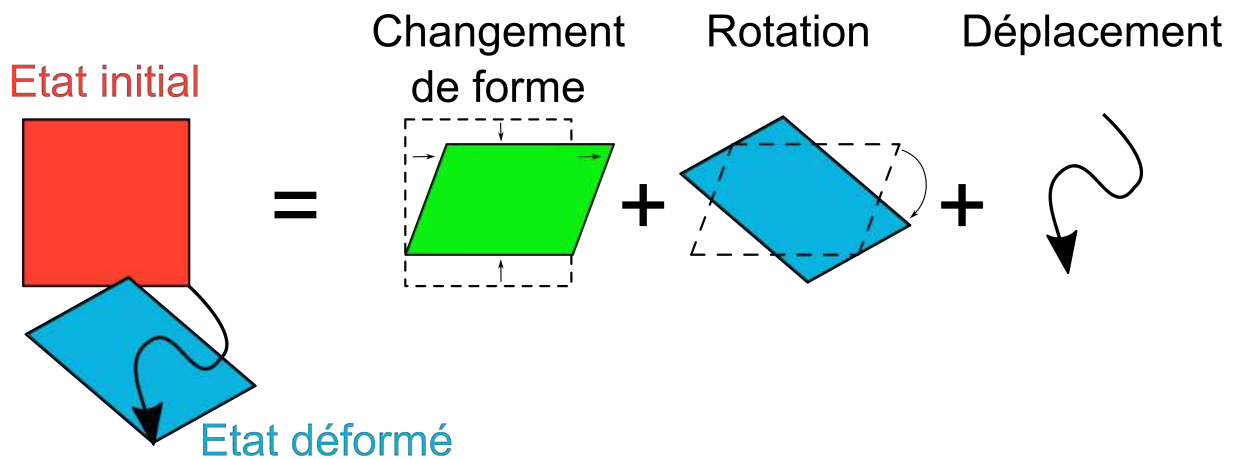 Changement
de forme
Rotation
Déplacement
Etat initial
=
+
+
Etat déformé